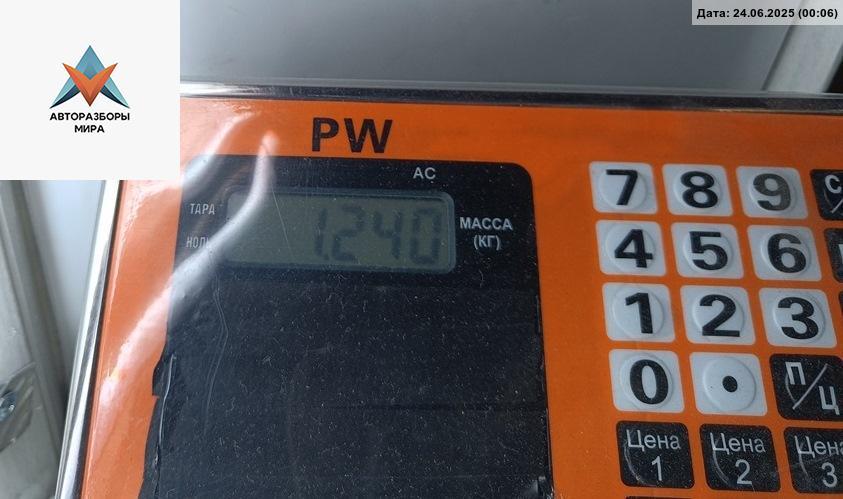 Дата: 24.06.2025 (00:06)
АВТОРАЗБОРЫ
МИРА
PW
AC
ТАРА
НОЛЬ
1.240
МАССА
(КГ)
7 8 9 С/
4 5 6
1 2 3
0 • П/Ц
Цена 1 Цена 2 Цена 3